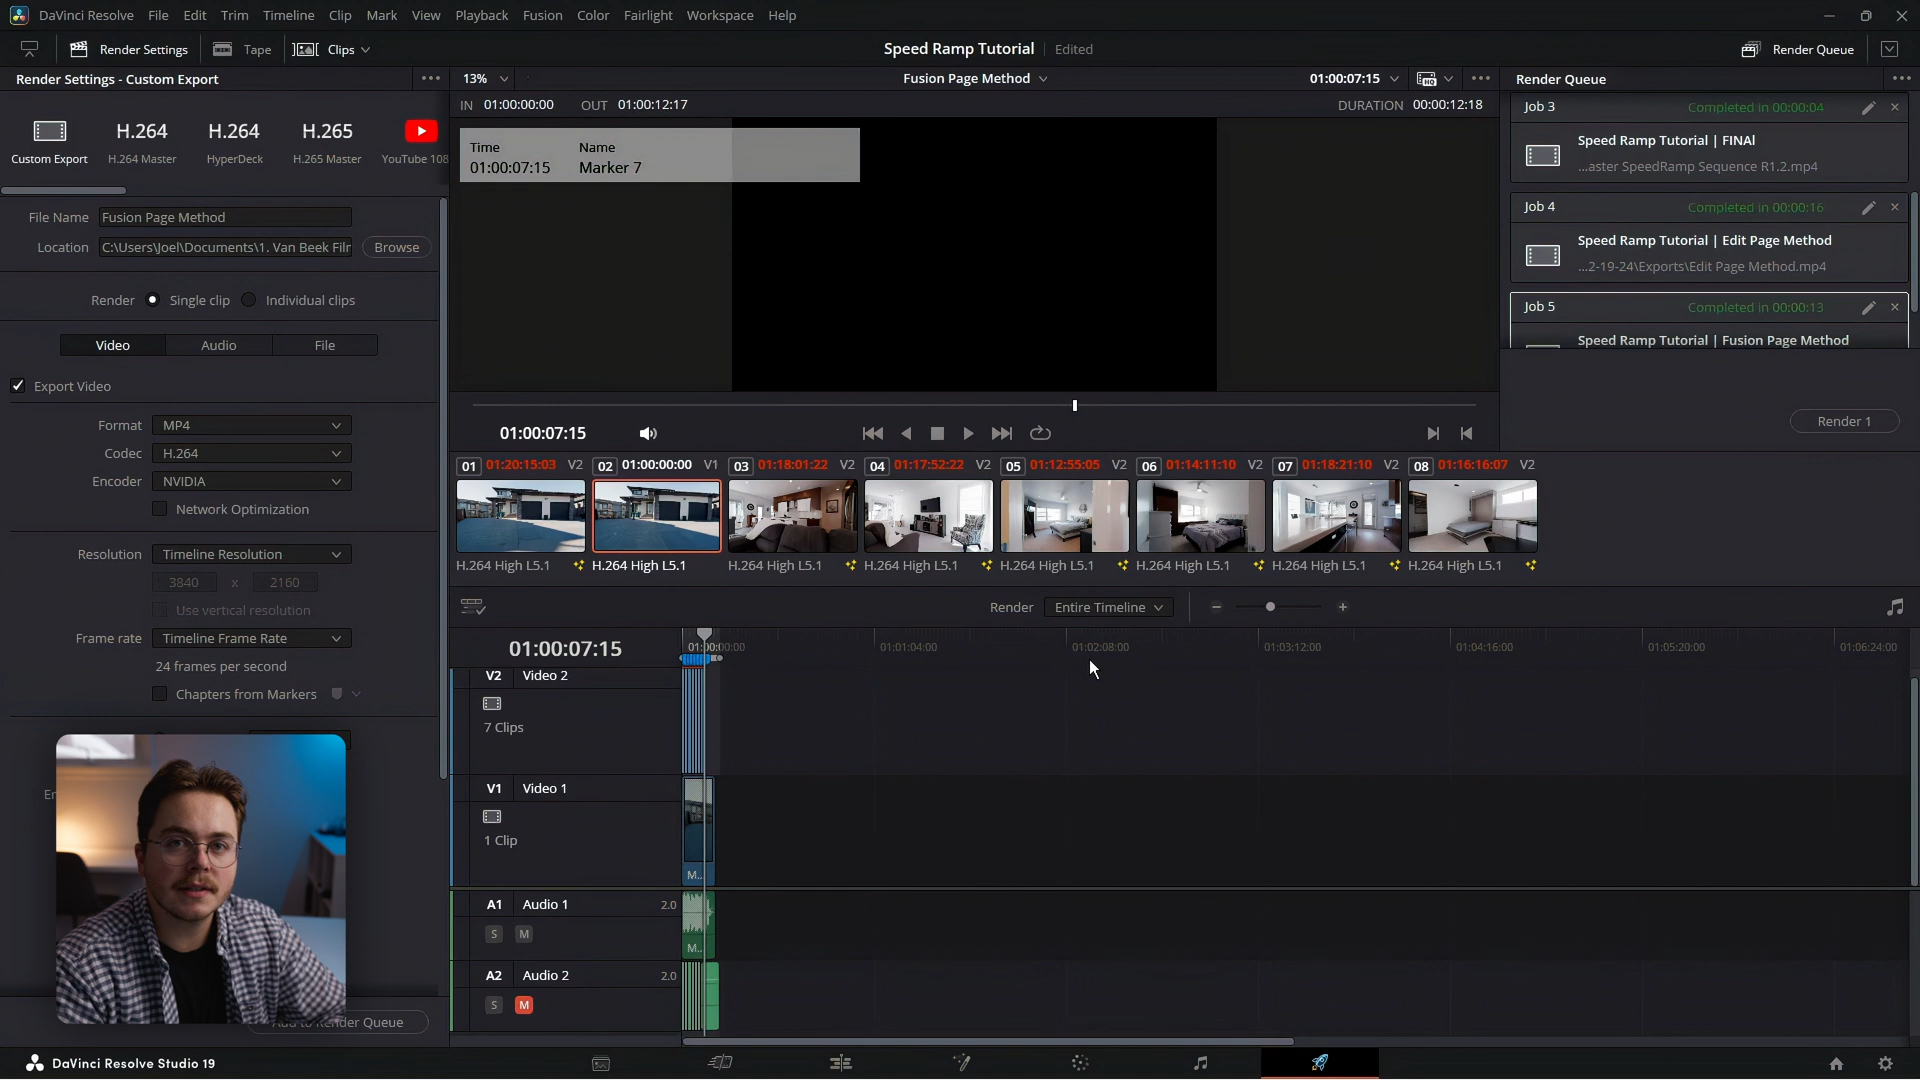 DaVinci Resolve File Edit Trim Timeline Clip Mark View Playback Fusion Color Fairlight Workspace Help
Render Settings Tape Clips Speed Ramp Tutorial Edited Render Queue
Render Settings - Custom Export 13% Fusion Page Method 01:00:07:15 Render Queue
IN 01:00:00:00 OUT 01:00:12:17 DURATION 00:00:12:18
Custom Export
H.264
H.264 Master
H.264
HyperDeck
H.265
H.265 Master
YouTube 108
Time Name
01:00:07:15 Marker 7
Job 3 Completed in 00:00:04
Speed Ramp Tutorial | FINAl
...aster SpeedRamp Sequence R1.2.mp4
Job 4 Completed in 00:00:16
Speed Ramp Tutorial | Edit Page Method
...2-19-24\Exports\Edit Page Method.mp4
Job 5 Completed in 00:00:13
Speed Ramp Tutorial | Fusion Page Method
Render 1
File Name Fusion Page Method
Location C:\Users\Joel\Documents\1. Van Beek Filr Browse
Render Single clip Individual clips
Video Audio File
Export Video
Format MP4
Codec H.264
Encoder NVIDIA
Network Optimization
Resolution Timeline Resolution
3840 x 2160
Use vertical resolution
Frame rate Timeline Frame Rate
24 frames per second
Chapters from Markers
En
Add to Render Queue
01:00:07:15
01 01:20:15:03 V2 02 01:00:00:00 V1 03 01:18:01:22 V2 04 01:17:52:22 V2 05 01:12:55:05 V2 06 01:14:11:10 V2 07 01:18:21:10 V2 08 01:16:16:07 V2
H.264 High L5.1 H.264 High L5.1 H.264 High L5.1 H.264 High L5.1 H.264 High L5.1 H.264 High L5.1 H.264 High L5.1 H.264 High L5.1
Render Entire Timeline
01:00:07:15 01:00:00:00 01:01:04:00 01:02:08:00 01:03:12:00 01:04:16:00 01:05:20:00 01:06:24:00
V2 Video 2
7 Clips
V1 Video 1
1 Clip
M..
A1 Audio 1 2.0
S M
M..
A2 Audio 2 2.0
S M
DaVinci Resolve Studio 19